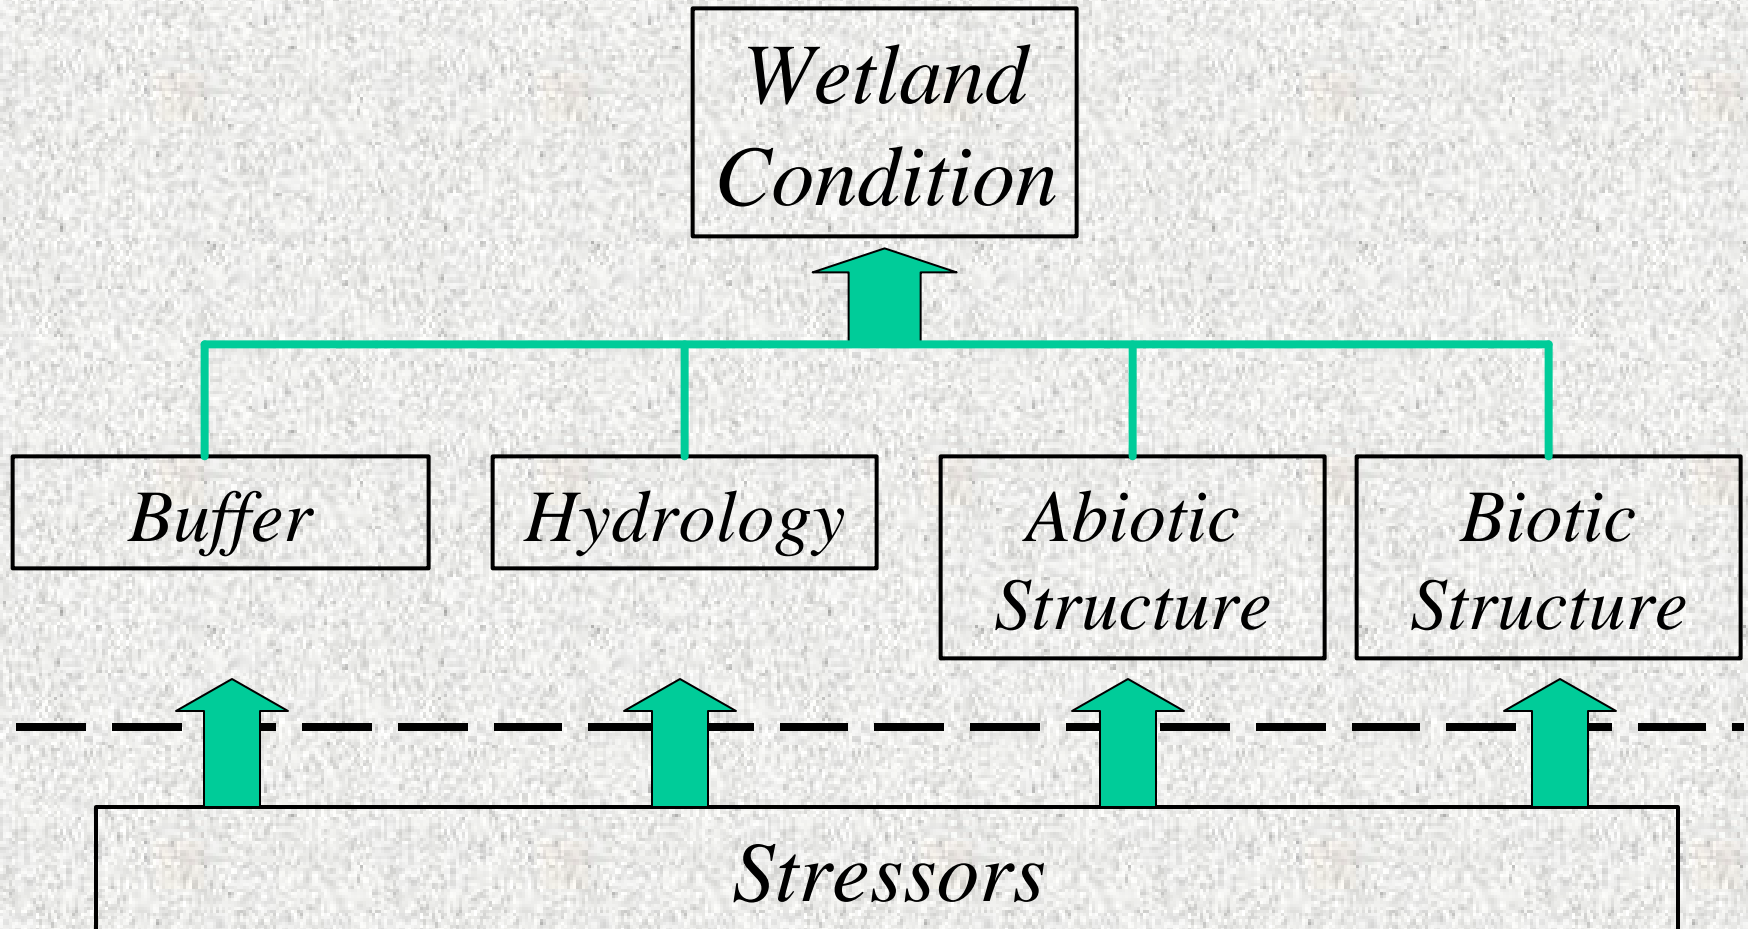 Wetland
Condition
Buffer
Hydrology
Abiotic
Structure
Biotic
Structure
Stressors